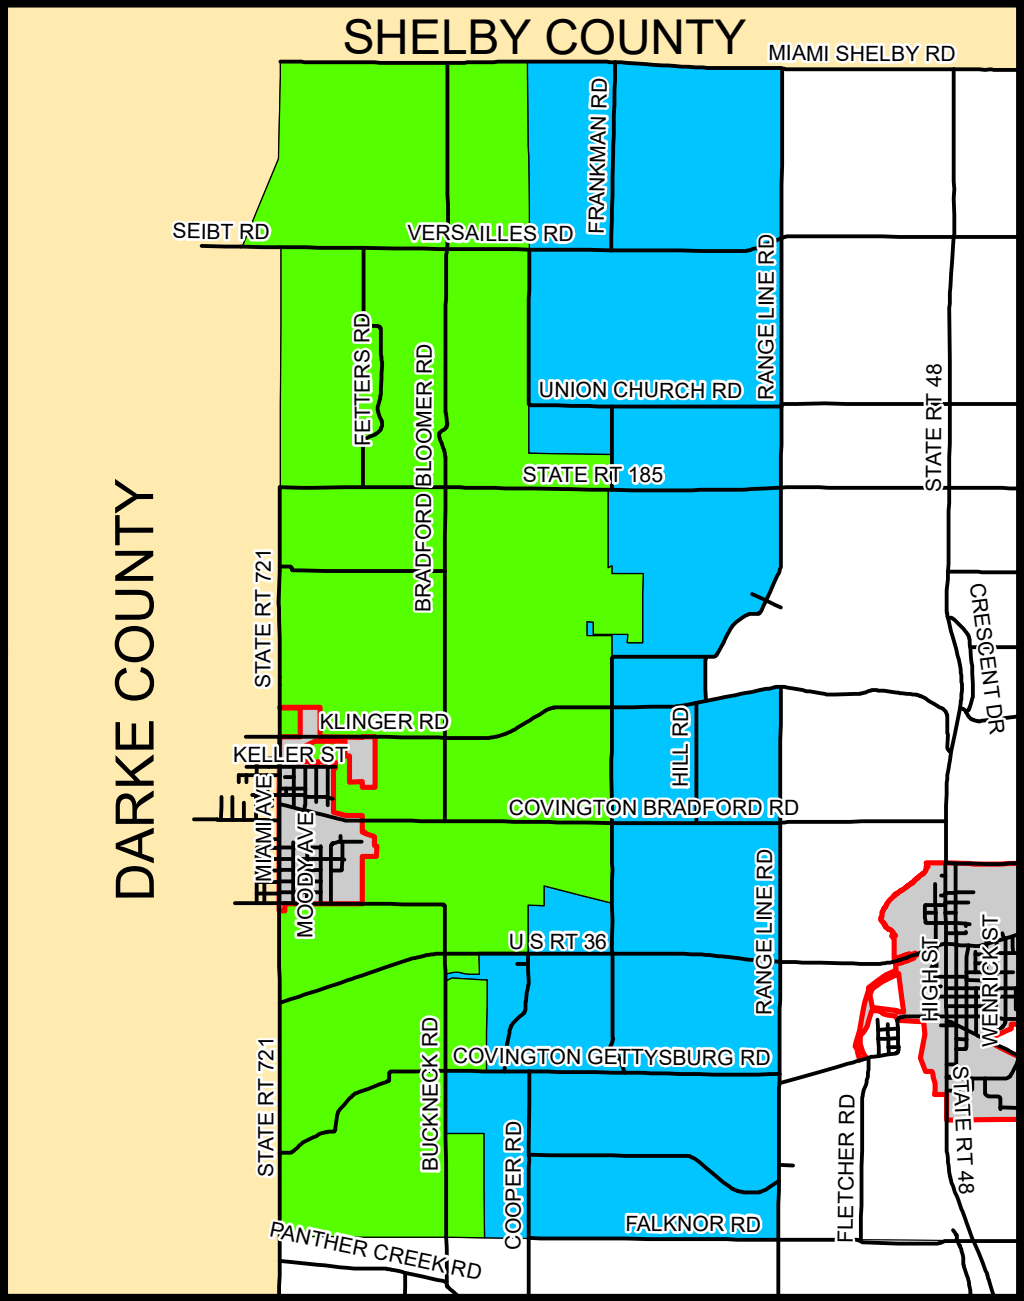 SHELBY COUNTY
MIAMI SHELBY RD
FRANKMAN RD
SEIBT RD
VERSAILLES RD
RANGE LINE RD
FETTERS RD
BRADFORD BLOOMER RD
UNION CHURCH RD
STATE RT 48
STATE RT 185
DARKE COUNTY
STATE RT 721
CRESCENT DR
KLINGER RD
KELLER ST
HILL RD
MIAMI AVE
MOODY AVE
COVINGTON BRADFORD RD
RANGE LINE RD
U S RT 36
HIGH ST
WENRICK ST
STATE RT 721
BUCKNECK RD
COVINGTON GETTYSBURG RD
COOPER RD
FLETCHER RD
STATE RT 48
FALKNOR RD
PANTHER CREEK RD